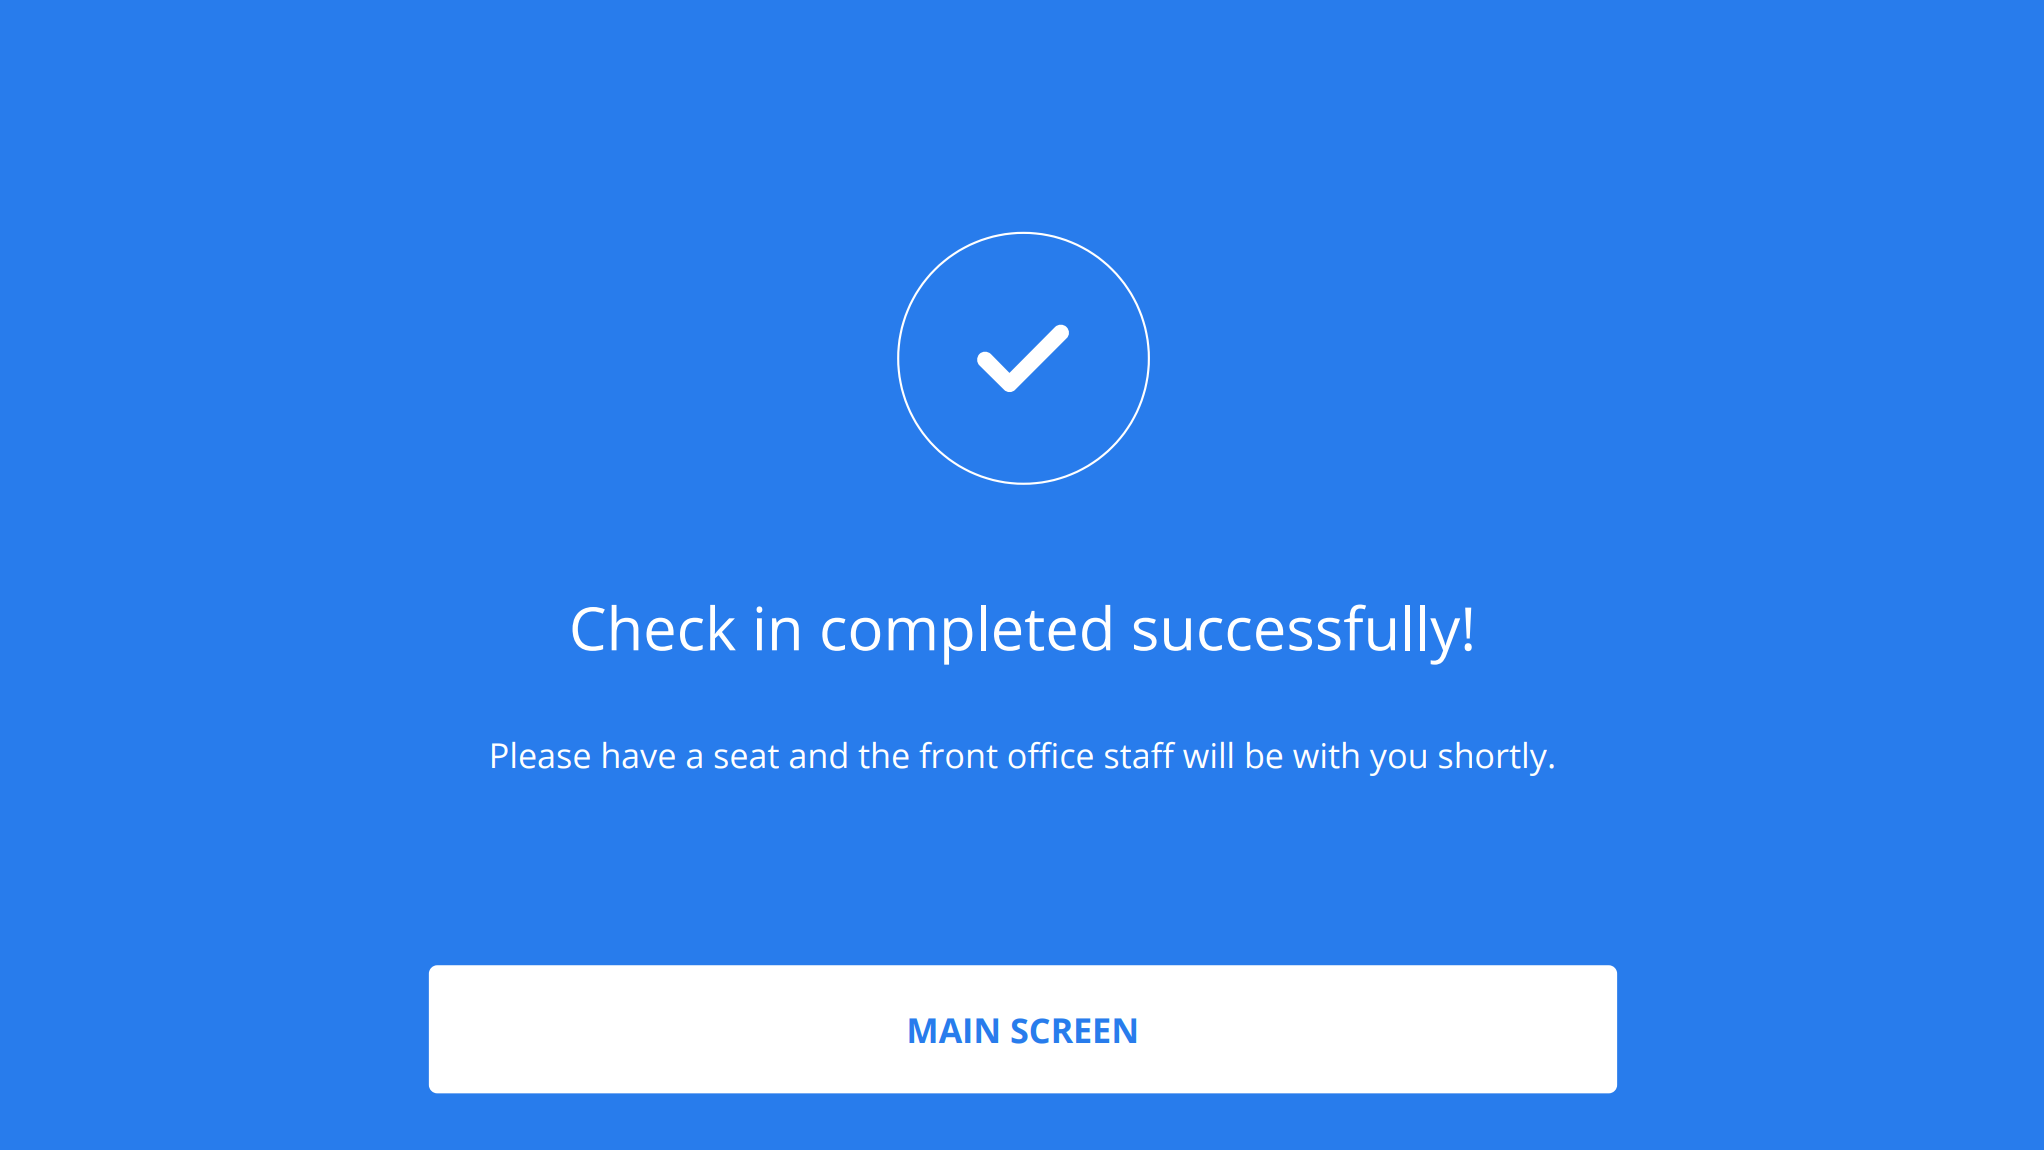 Check in completed successfully!
Please have a seat and the front office staff will be with you shortly.
MAIN SCREEN